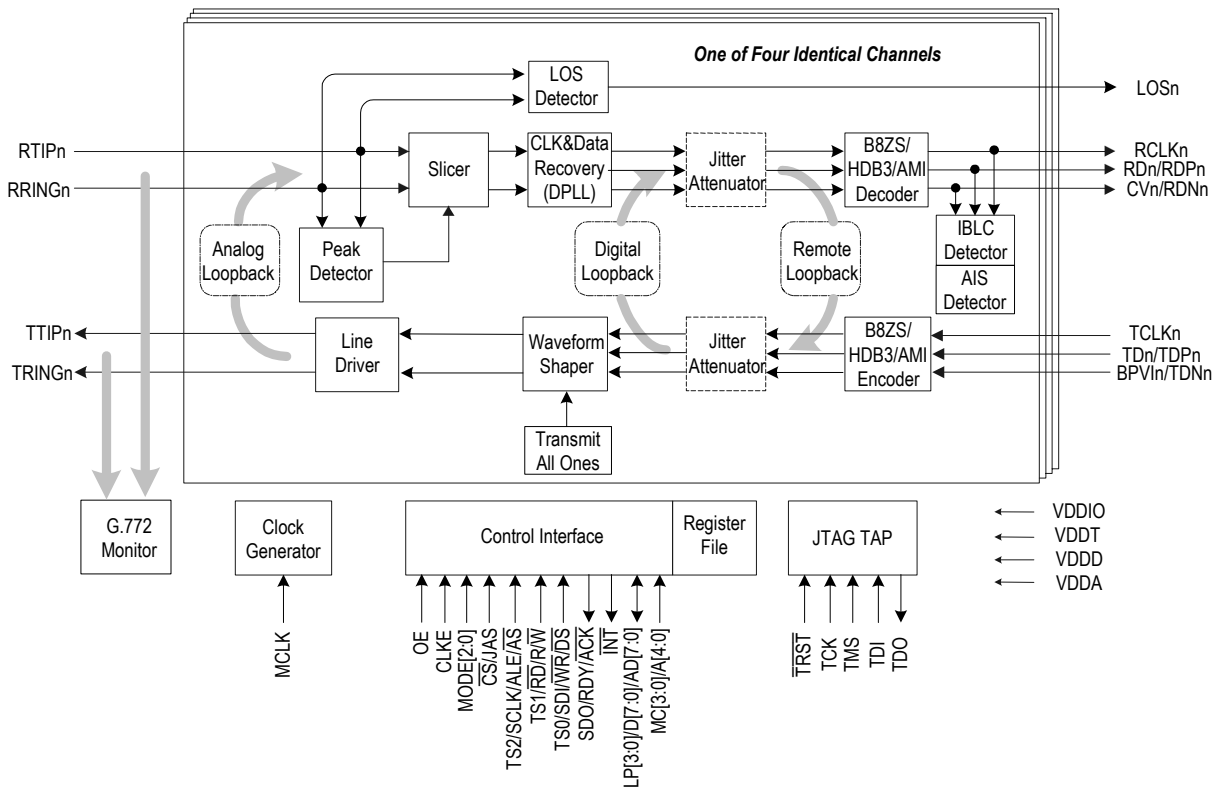 One of Four Identical Channels
LOS
Detector
LOSn
RTIPn
RRINGn
Slicer
CLK&Data
Recovery
(DPLL)
Jitter
Attenuator
B8ZS/
HDB3/AMI
Decoder
RCLKn
RDn/RDPn
CVn/RDNn
Analog
Loopback
Peak
Detector
Digital
Loopback
Remote
Loopback
IBLC
Detector
AIS
Detector
TTIPn
TRINGn
Line
Driver
Waveform
Shaper
Jitter
Attenuator
B8ZS/
HDB3/AMI
Encoder
TCLKn
TDn/TDPn
BPVIn/TDNn
Transmit
All Ones
G.772
Monitor
Clock
Generator
Control Interface
Register
File
JTAG TAP
VDDIO
VDDT
VDDD
VDDA
MCLK
OE
CLKE
MODE[2:0]
CS/JAS
TS2/SCLK/ALE/AS
TS1/RD/R/W
TS0/SDI/WR/DS
SDO/RDY/ACK
INT
LP[3:0]/D[7:0]/AD[7:0]
MC[3:0]/A[4:0]
TRST
TCK
TMS
TDI
TDO